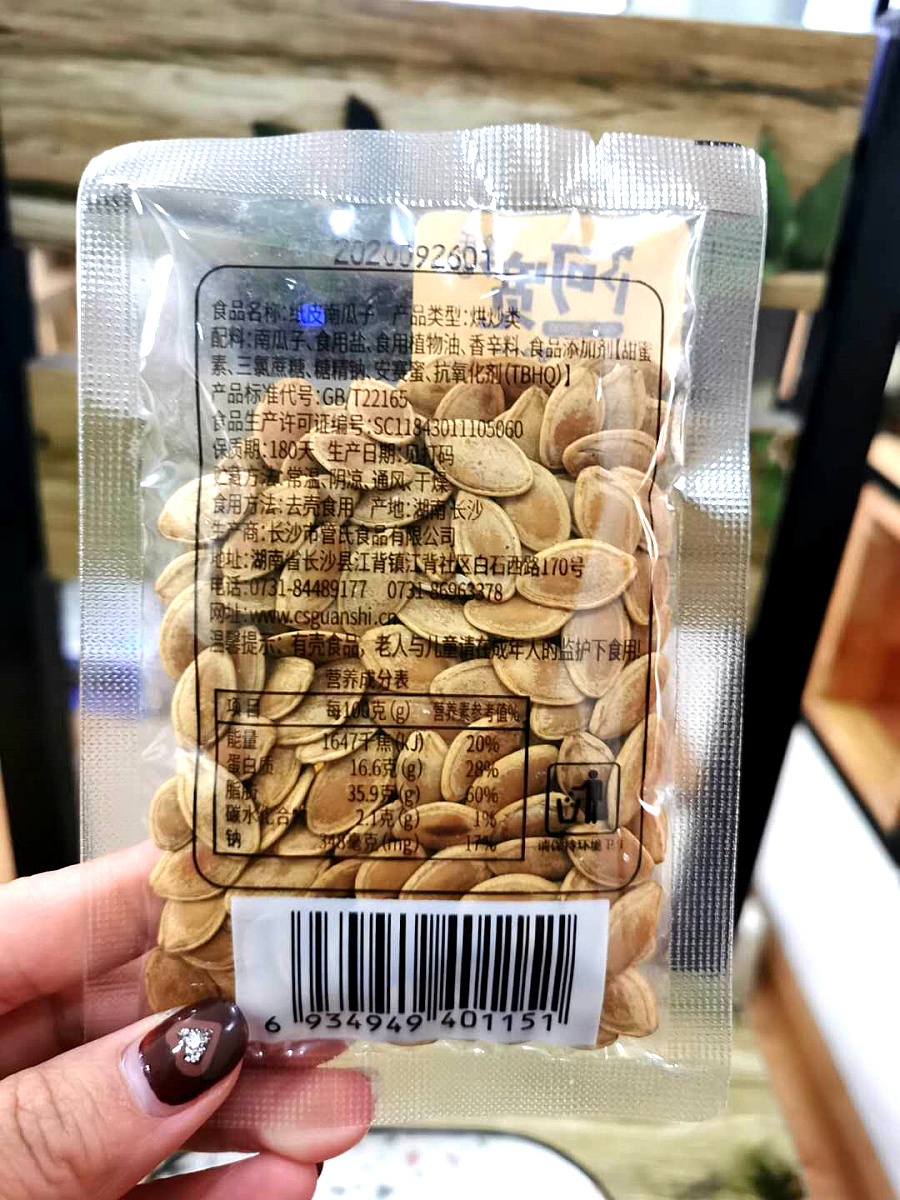 2020092601
食品名称:纸皮南瓜子 产品类型:烘炒类
配料:南瓜子、食用盐、食用植物油、香辛料、食品添加剂【甜蜜
素、三氯蔗糖、糖精钠、安赛蜜、抗氧化剂(TBHQ)】
产品标准代号:GB/T22165
食品生产许可证编号:SC11843011105060
保质期:180天 生产日期:见打码
贮藏方法:常温、阴凉、通风、干燥
食用方法:去壳食用 产地:湖南长沙
生产商:长沙市管氏食品有限公司
地址:湖南省长沙县江背镇江背社区白石西路170号
电话:0731-84489177 0731-86963378
网址:www.csguanshi.cn
温馨提示:有壳食品,老人与儿童请在成年人的监护下食用!
营养成分表
项目 每100克(g) 营养素参考值%
能量 1647千焦(kJ) 20%
蛋白质 16.6克(g) 28%
脂肪 35.9克(g) 60%
碳水化合物 2.1克(g) 1%
钠 348毫克(mg) 17%
请保持环境卫生
6 934949 401151